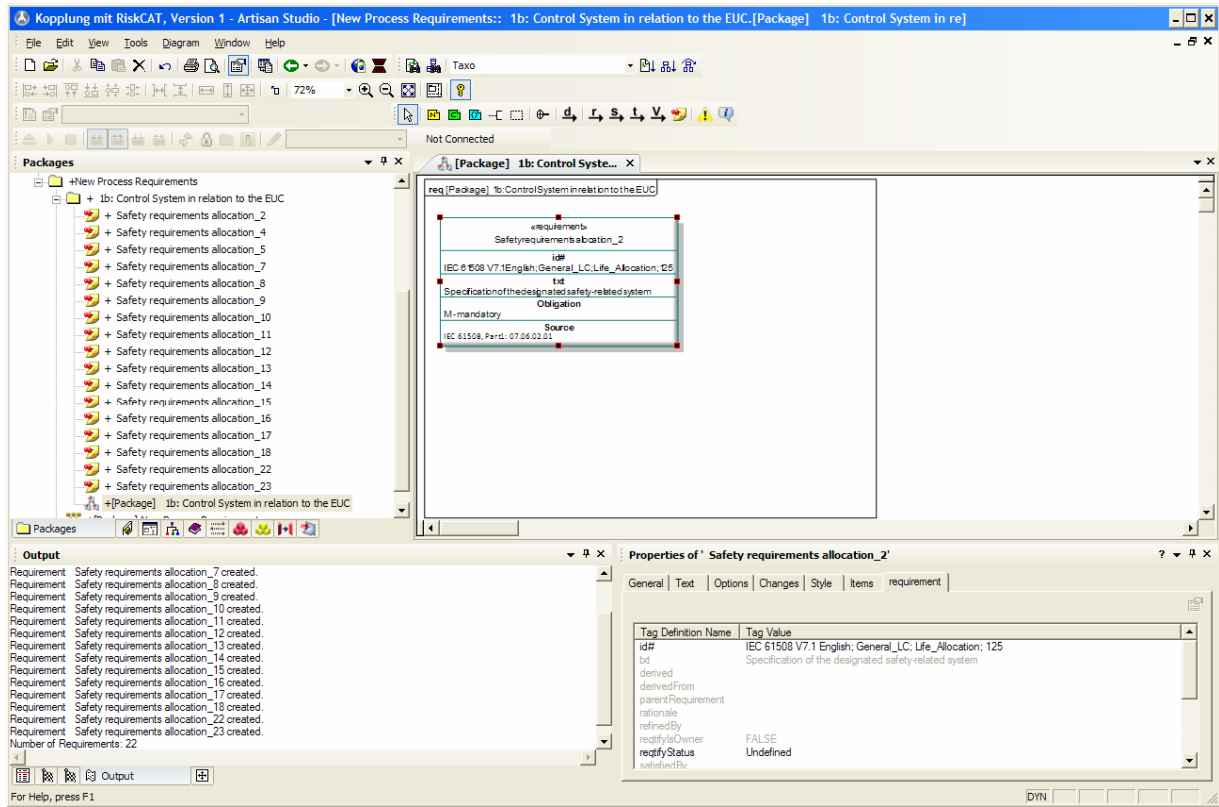 Kopplung mit RiskCAT, Version 1 - Artisan Studio - [New Process Requirements:: 1b: Control System in relation to the EUC.[Package] 1b: Control System in re]
File Edit View Tools Diagram Window Help
Taxo
72%
Not Connected
Packages
[Package] 1b: Control Syste...
+New Process Requirements
+ 1b: Control System in relation to the EUC
+ Safety requirements allocation_2
+ Safety requirements allocation_4
+ Safety requirements allocation_5
+ Safety requirements allocation_7
+ Safety requirements allocation_8
+ Safety requirements allocation_9
+ Safety requirements allocation_10
+ Safety requirements allocation_11
+ Safety requirements allocation_12
+ Safety requirements allocation_13
+ Safety requirements allocation_14
+ Safety requirements allocation_15
+ Safety requirements allocation_16
+ Safety requirements allocation_17
+ Safety requirements allocation_18
+ Safety requirements allocation_22
+ Safety requirements allocation_23
+[Package] 1b: Control System in relation to the EUC
Packages
req [Package] 1b: Control System in relation to the EUC
«requirement»
Safety requirements allocation_2
id#
IEC 61508 V7.1 English; General_LC; Life_Allocation; 125
txt
Specification of the designated safety-related system
Obligation
M - mandatory
Source
IEC 61508, Part1: 07.06.02.01
Output
Requirement Safety requirements allocation_7 created.
Requirement Safety requirements allocation_8 created.
Requirement Safety requirements allocation_9 created.
Requirement Safety requirements allocation_10 created.
Requirement Safety requirements allocation_11 created.
Requirement Safety requirements allocation_12 created.
Requirement Safety requirements allocation_13 created.
Requirement Safety requirements allocation_14 created.
Requirement Safety requirements allocation_15 created.
Requirement Safety requirements allocation_16 created.
Requirement Safety requirements allocation_17 created.
Requirement Safety requirements allocation_18 created.
Requirement Safety requirements allocation_22 created.
Requirement Safety requirements allocation_23 created.
Number of Requirements: 22
Output
Properties of ' Safety requirements allocation_2'
General Text Options Changes Style Items requirement
Tag Definition Name Tag Value
id# IEC 61508 V7.1 English; General_LC; Life_Allocation; 125
txt Specification of the designated safety-related system
derived
derivedFrom
parentRequirement
rationale
refinedBy
reqtifyIsOwner FALSE
reqtifyStatus Undefined
satisfiedBy
For Help, press F1
DYN